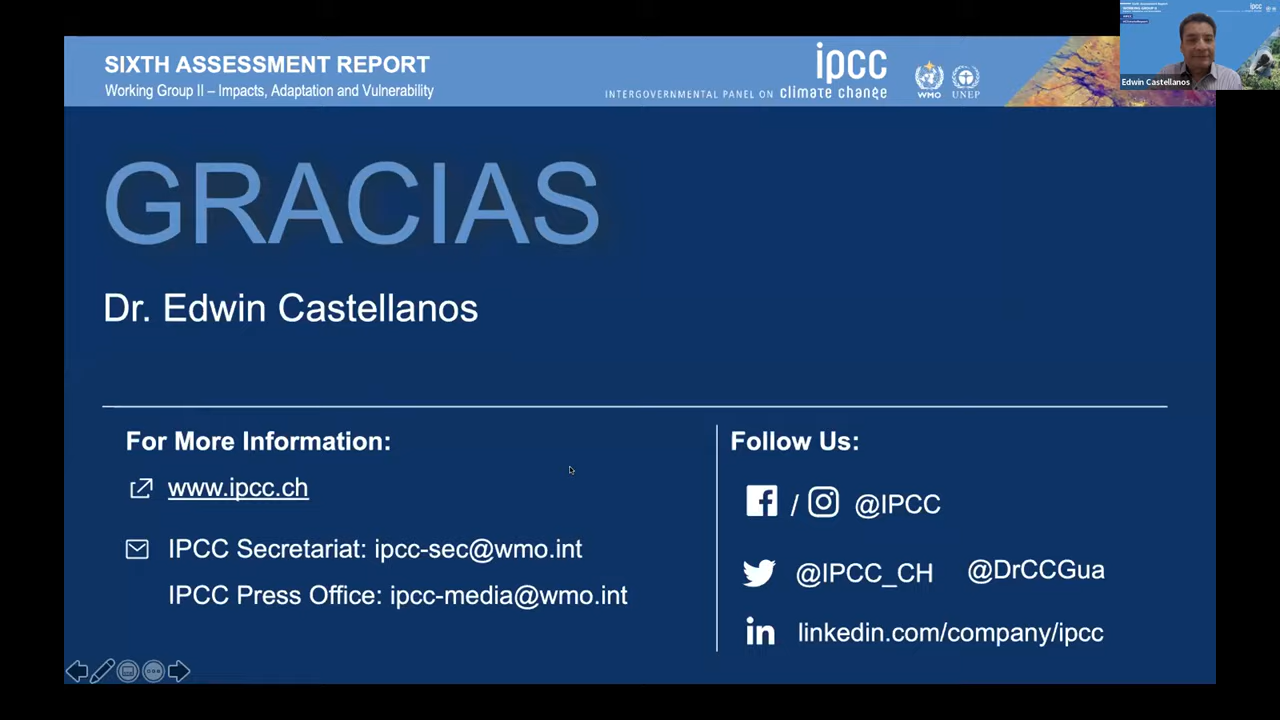 SIXTH ASSESSMENT REPORT
Working Group II – Impacts, Adaptation and Vulnerability
ipcc
INTERGOVERNMENTAL PANEL ON climate change
WMO
UNEP
ipcc
Edwin Castellanos
GRACIAS
Dr. Edwin Castellanos
For More Information:
www.ipcc.ch
IPCC Secretariat: ipcc-sec@wmo.int
IPCC Press Office: ipcc-media@wmo.int
Follow Us:
/ @IPCC
@IPCC_CH @DrCCGua
linkedin.com/company/ipcc